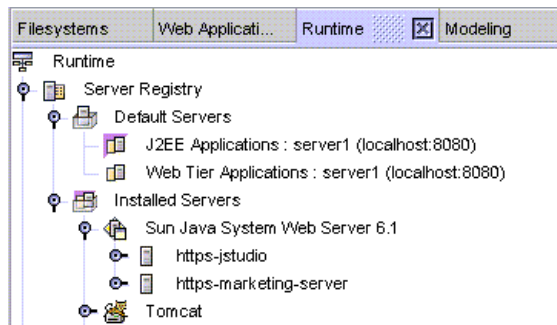 Filesystems Web Applicati... Runtime Modeling
Runtime
Server Registry
Default Servers
J2EE Applications : server1 (localhost:8080)
Web Tier Applications : server1 (localhost:8080)
Installed Servers
Sun Java System Web Server 6.1
https-jstudio
https-marketing-server
Tomcat